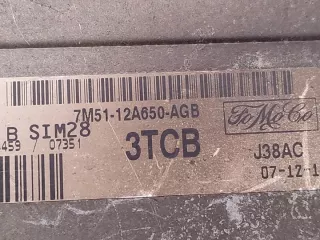 7M51-12A650-AGB
FoMoCo
B SIM28
3TCB
J38AC
459 / 07351
07-12-1